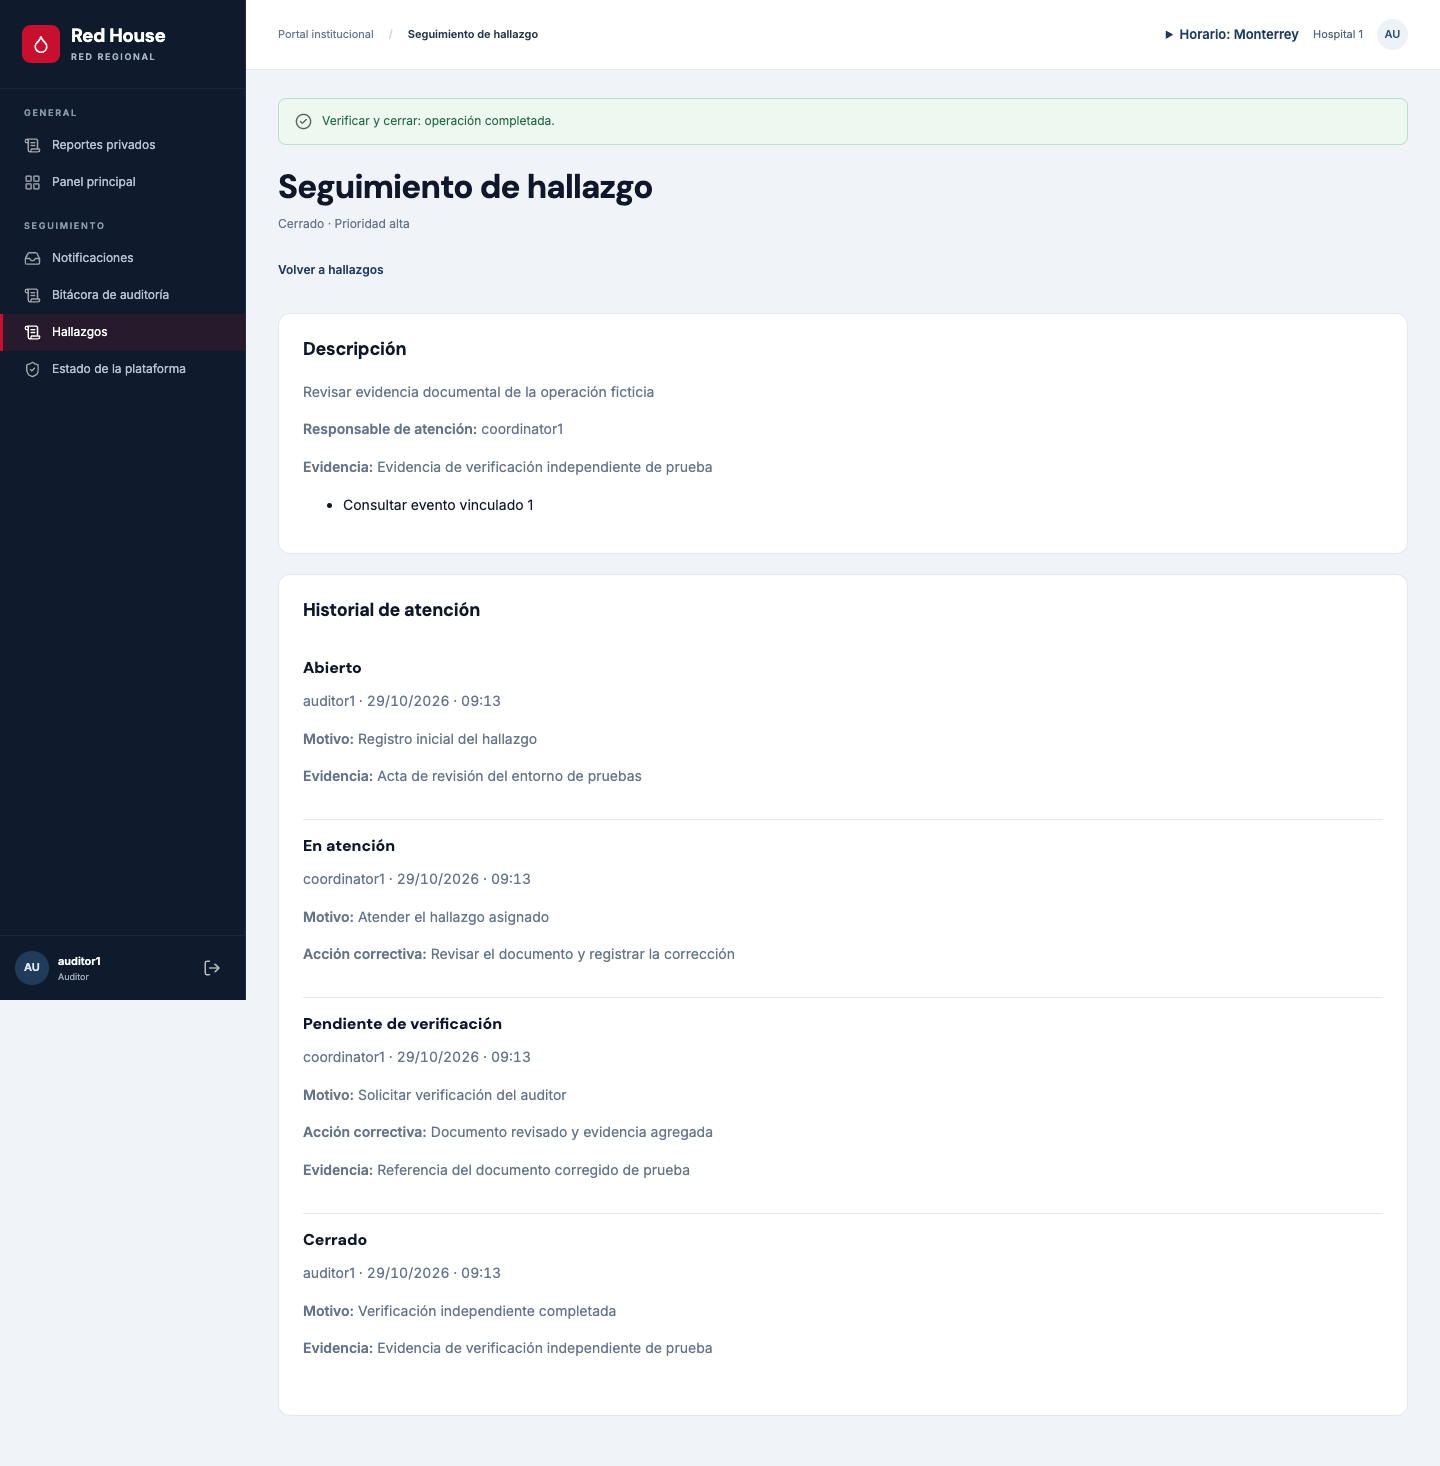 Red House
RED REGIONAL
GENERAL
Reportes privados
Panel principal
SEGUIMIENTO
Notificaciones
Bitácora de auditoría
Hallazgos
Estado de la plataforma
AU
auditor1
Auditor
Portal institucional / Seguimiento de hallazgo
Horario: Monterrey
Hospital 1
AU
Verificar y cerrar: operación completada.
Seguimiento de hallazgo
Cerrado · Prioridad alta
Volver a hallazgos
Descripción
Revisar evidencia documental de la operación ficticia
Responsable de atención: coordinator1
Evidencia: Evidencia de verificación independiente de prueba
• Consultar evento vinculado 1
Historial de atención
Abierto
auditor1 · 29/10/2026 · 09:13
Motivo: Registro inicial del hallazgo
Evidencia: Acta de revisión del entorno de pruebas
En atención
coordinator1 · 29/10/2026 · 09:13
Motivo: Atender el hallazgo asignado
Acción correctiva: Revisar el documento y registrar la corrección
Pendiente de verificación
coordinator1 · 29/10/2026 · 09:13
Motivo: Solicitar verificación del auditor
Acción correctiva: Documento revisado y evidencia agregada
Evidencia: Referencia del documento corregido de prueba
Cerrado
auditor1 · 29/10/2026 · 09:13
Motivo: Verificación independiente completada
Evidencia: Evidencia de verificación independiente de prueba